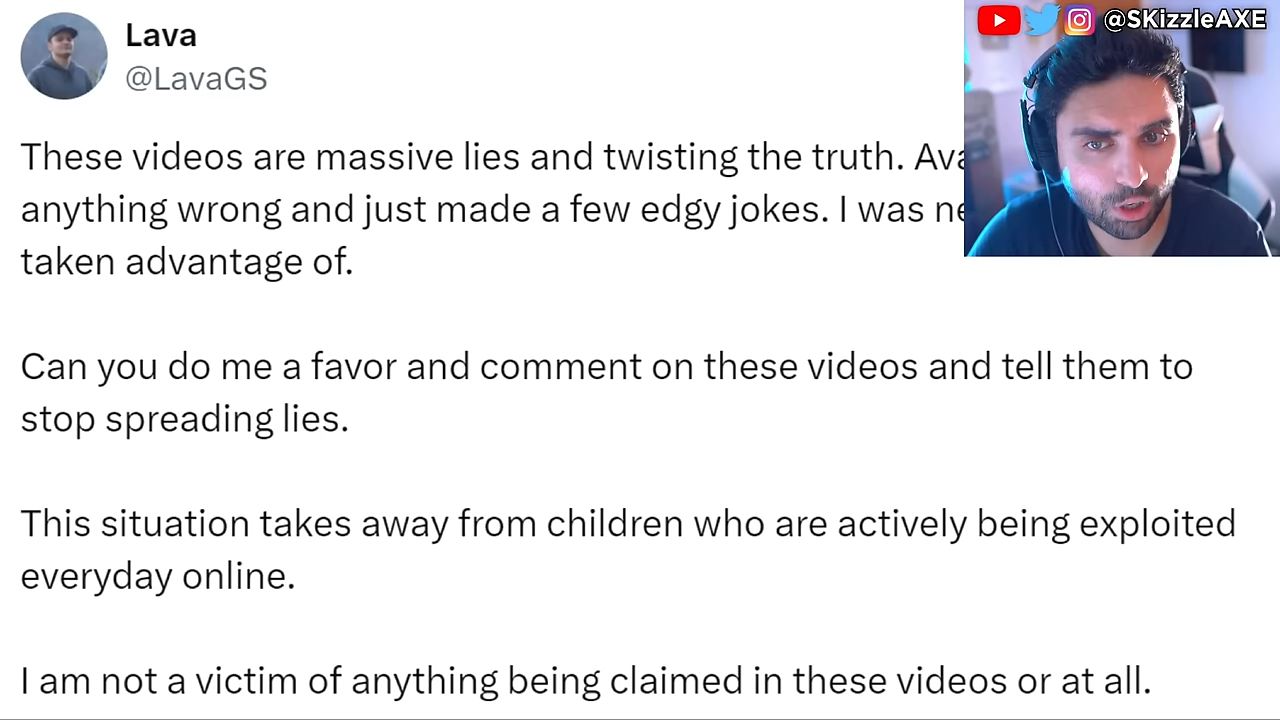 Lava
@LavaGS
@SKizzleAXE
These videos are massive lies and twisting the truth.
anything wrong and just made a few edgy jokes. I was
taken advantage of.
Can you do me a favor and comment on these videos and tell them to
stop spreading lies.
This situation takes away from children who are actively being exploited
everyday online.
I am not a victim of anything being claimed in these videos or at all.